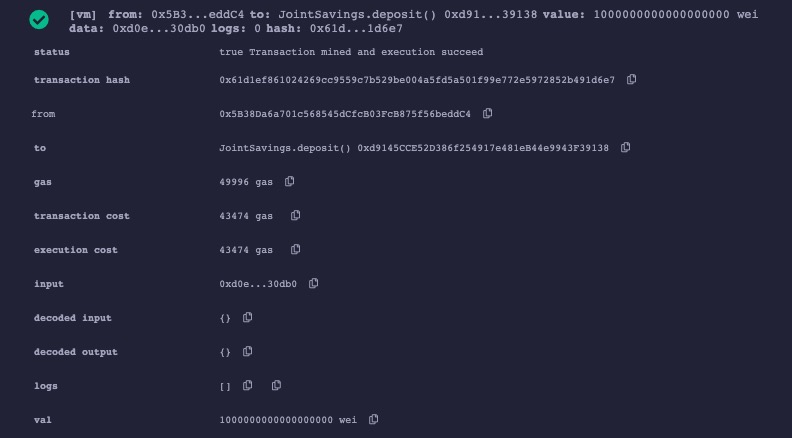 [vm] from: 0x5B3...eddC4 to: JointSavings.deposit() 0xd91...39138 value: 1000000000000000000 wei
data: 0xd0e...30db0 logs: 0 hash: 0x61d...1d6e7
status true Transaction mined and execution succeed
transaction hash 0x61d1ef861024269cc9559c7b529be004a5fd5a501f99e772e5972852b491d6e7
from 0x5B38Da6a701c568545dCfcB03FcB875f56beddC4
to JointSavings.deposit() 0xd9145CCE52D386f254917e481eB44e9943F39138
gas 49996 gas
transaction cost 43474 gas
execution cost 43474 gas
input 0xd0e...30db0
decoded input {}
decoded output {}
logs []
val 1000000000000000000 wei